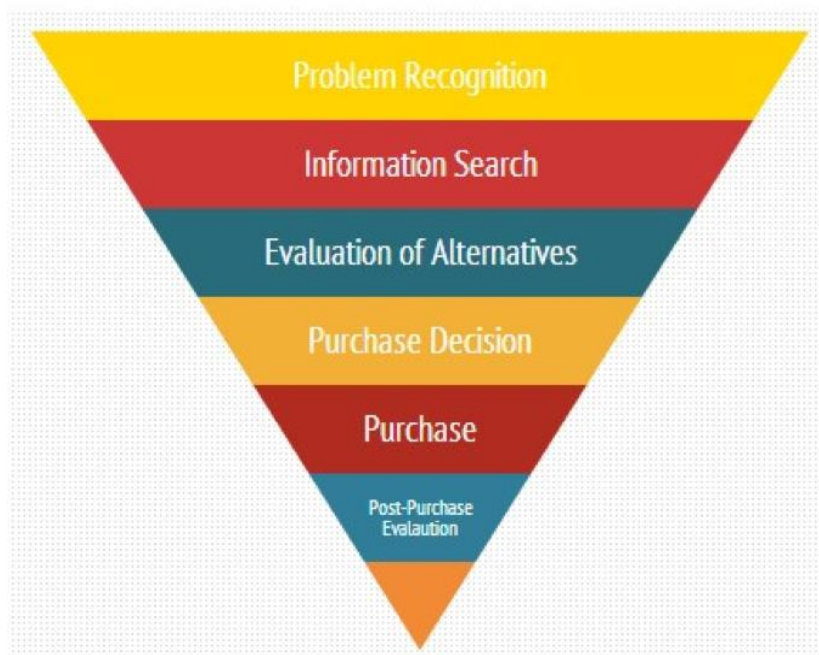 Problem Recognition
Information Search
Evaluation of Alternatives
Purchase Decision
Purchase
Post-Purchase
Evalaution